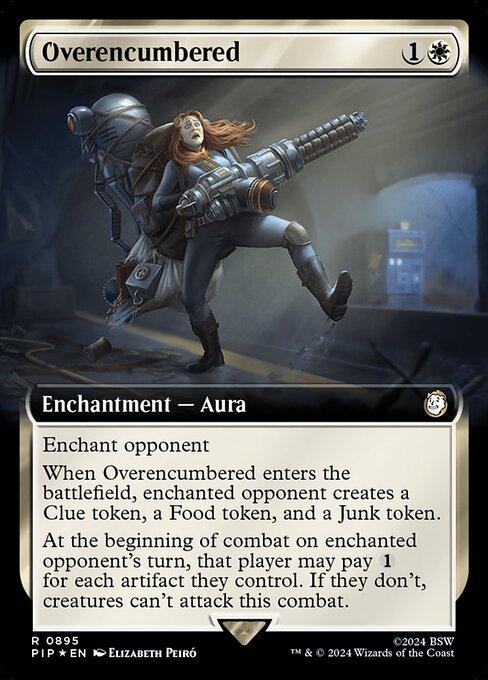 Overencumbered 1
Enchantment — Aura
Enchant opponent
When Overencumbered enters the
battlefield, enchanted opponent creates a
Clue token, a Food token, and a Junk token.
At the beginning of combat on enchanted
opponent's turn, that player may pay 1
for each artifact they control. If they don't,
creatures can't attack this combat.
R 0895
PIP ★ EN Elizabeth Peiró
©2024 BSW
™ & © 2024 Wizards of the Coast